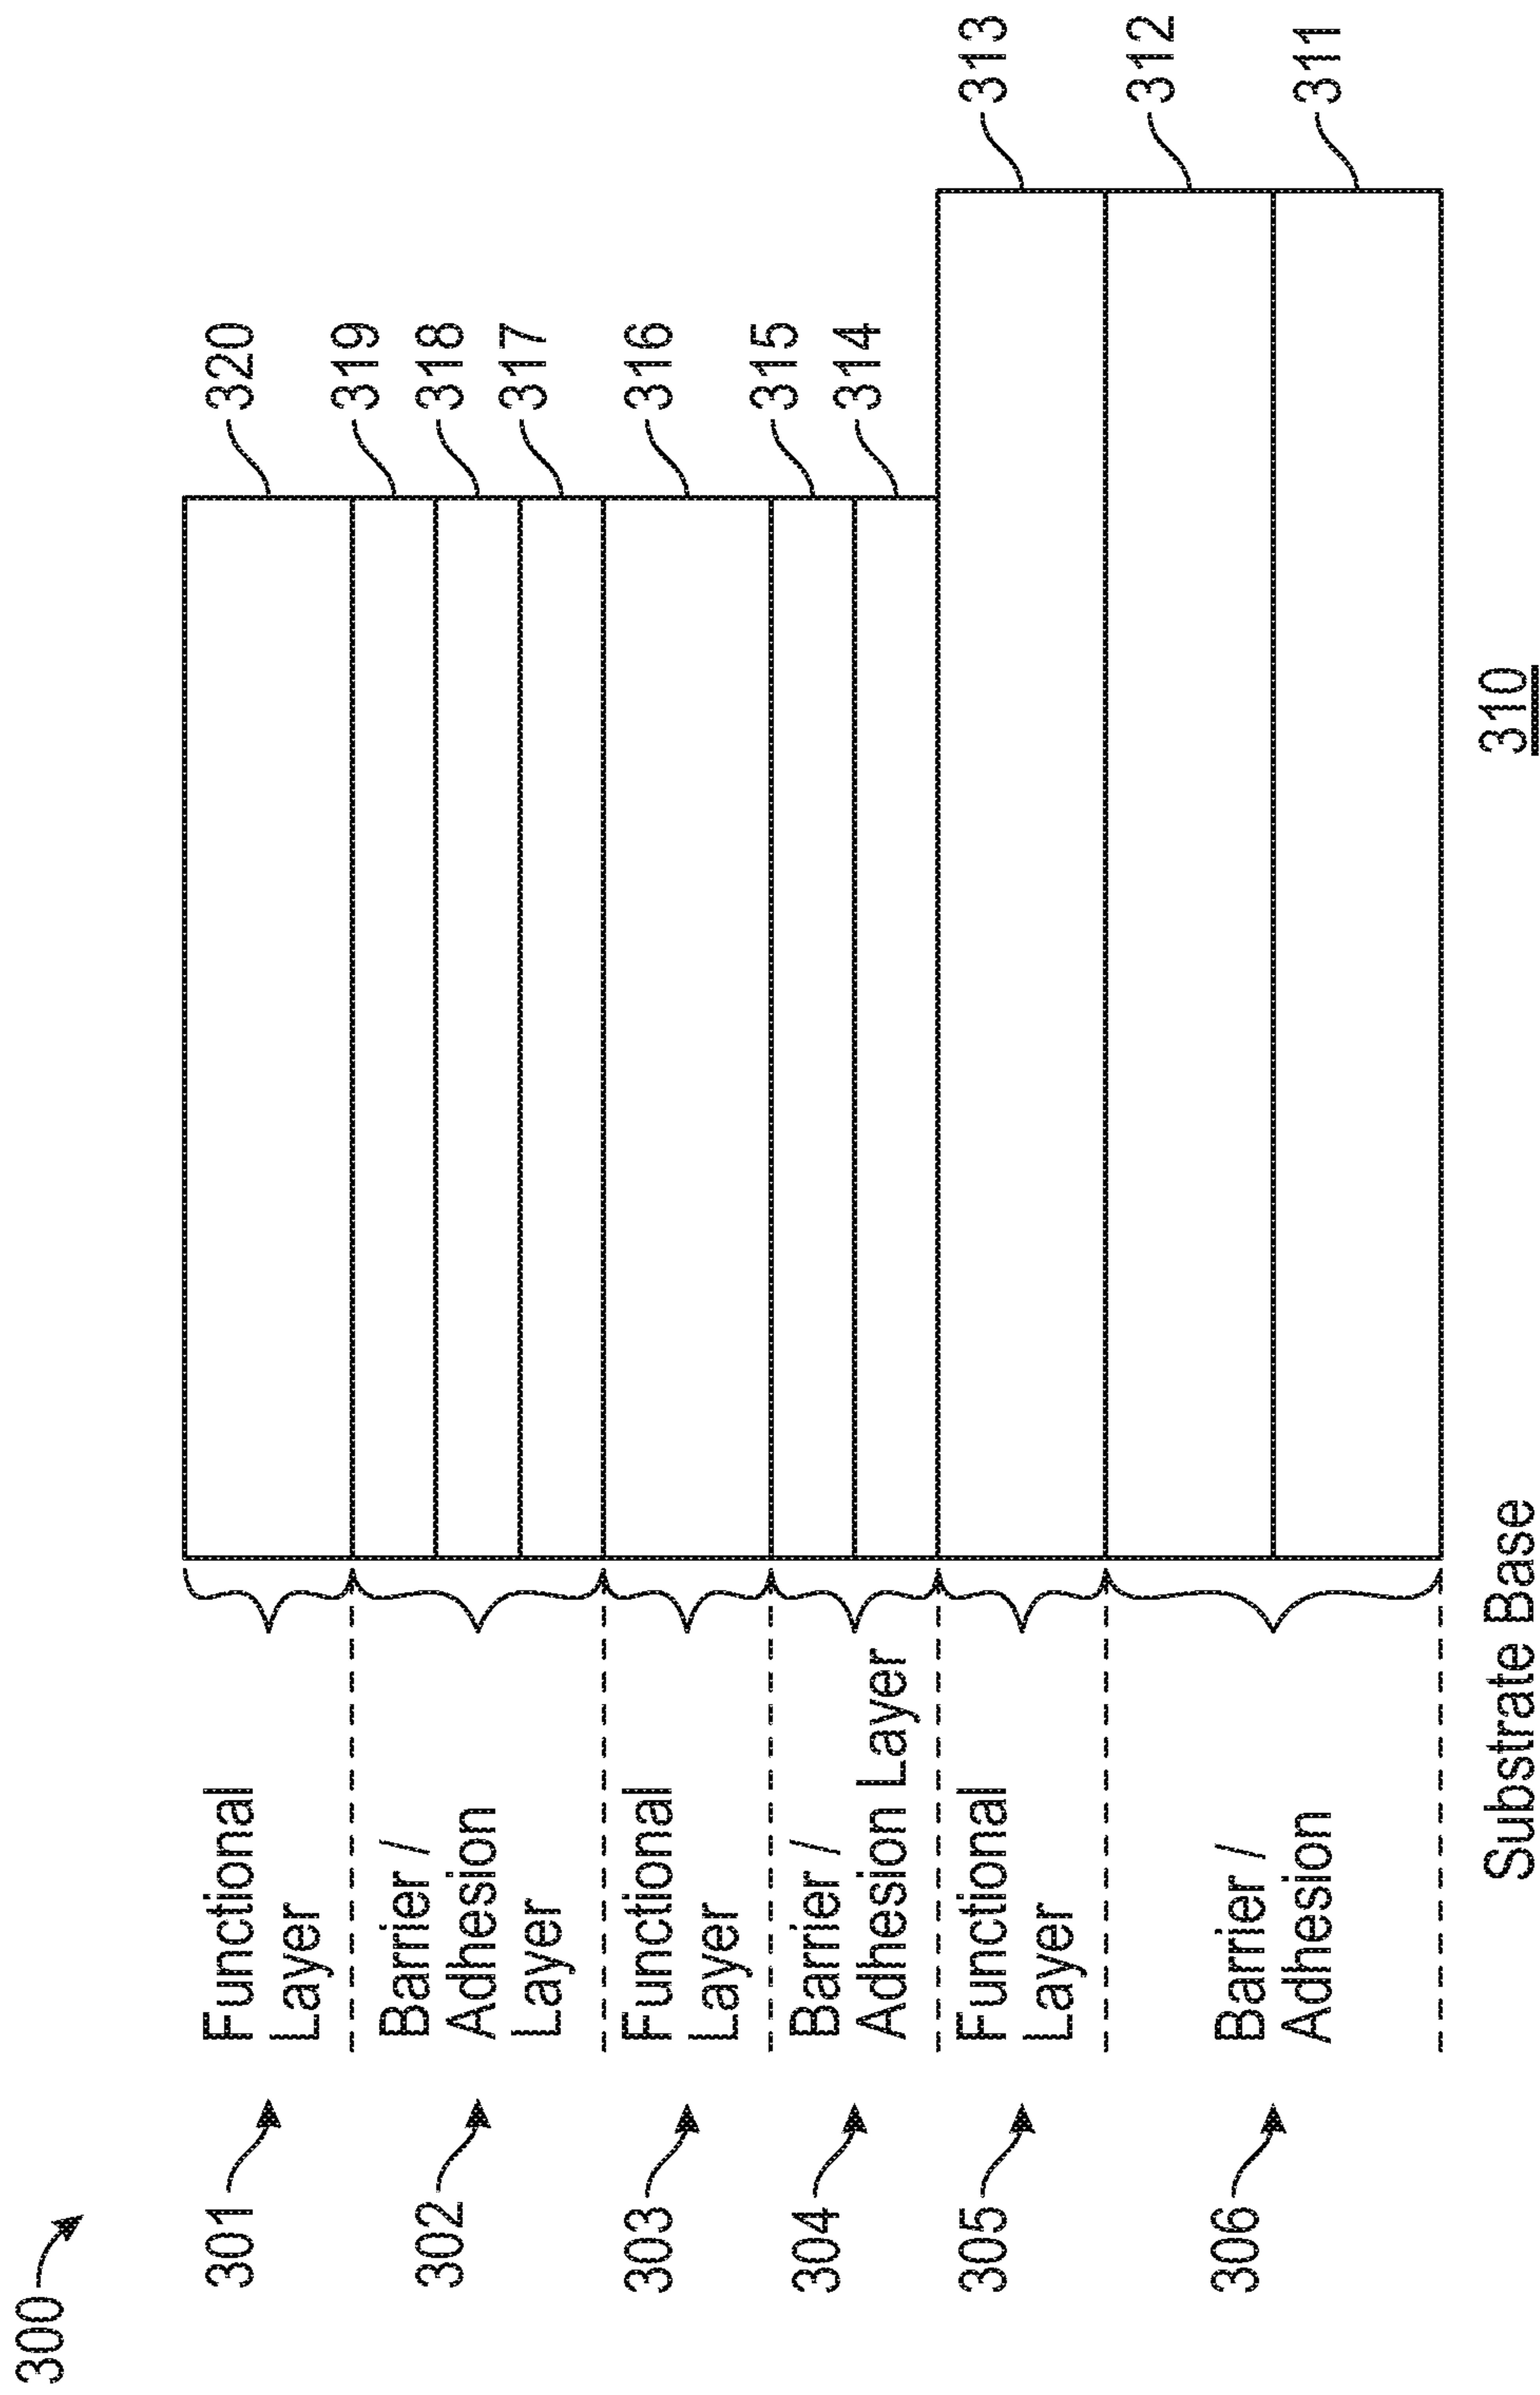 300
301
Functional
Layer
320
302
Barrier /
Adhesion
Layer
319
318
317
303
Functional
Layer
316
304
Barrier /
Adhesion Layer
315
314
305
Functional
Layer
313
306
Barrier /
Adhesion
312
311
Substrate Base
310